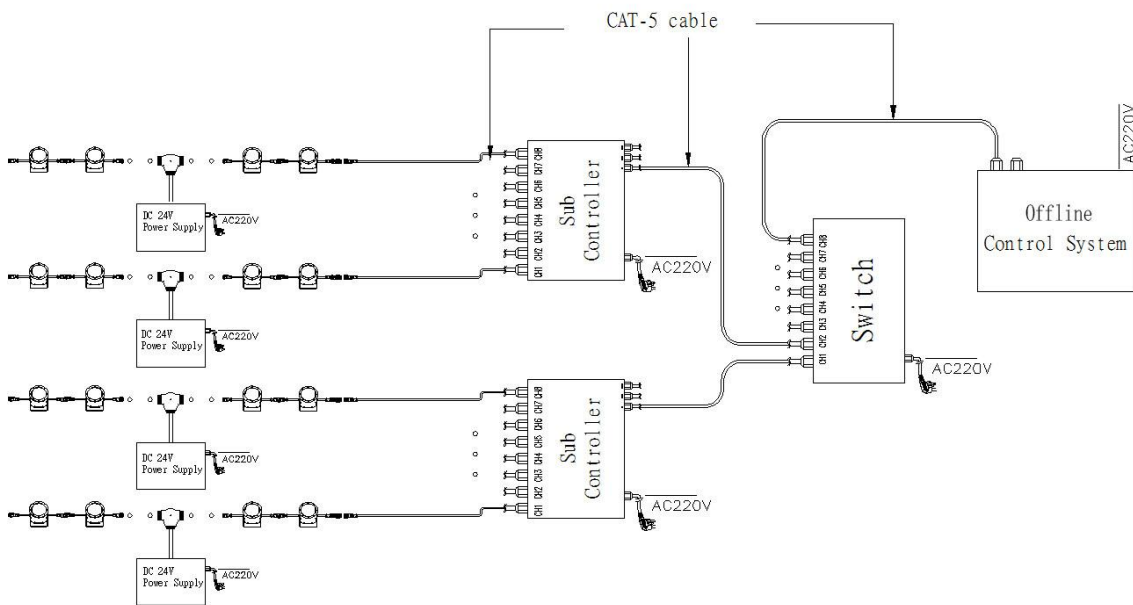 CAT-5 cable
AC220V
CH8
CH7
CH6
CH5
CH4
CH3
CH2
CH1
Sub
Controller
AC220V
DC 24V
Power Supply
AC220V
DC 24V
Power Supply
AC220V
Offline
Control System
CH8
CH7
CH6
CH5
CH4
CH3
CH2
CH1
Switch
AC220V
CH8
CH7
CH6
CH5
CH4
CH3
CH2
CH1
Sub
Controller
AC220V
DC 24V
Power Supply
AC220V
DC 24V
Power Supply
AC220V